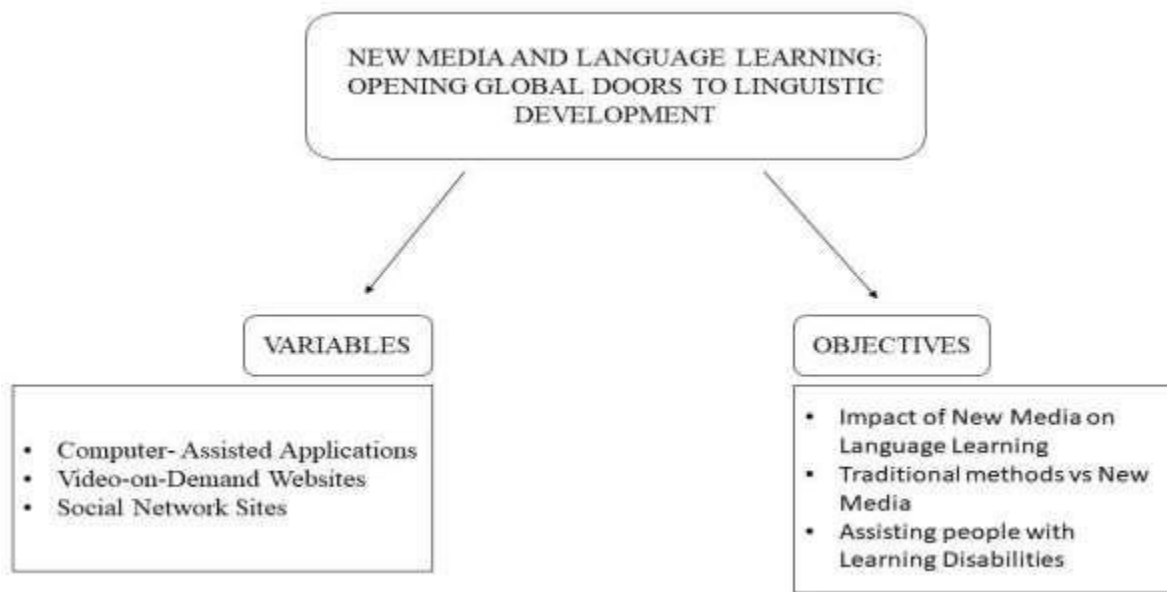 NEW MEDIA AND LANGUAGE LEARNING:
OPENING GLOBAL DOORS TO LINGUISTIC
DEVELOPMENT
VARIABLES
• Computer- Assisted Applications
• Video-on-Demand Websites
• Social Network Sites
OBJECTIVES
• Impact of New Media on
Language Learning
• Traditional methods vs New
Media
• Assisting people with
Learning Disabilities